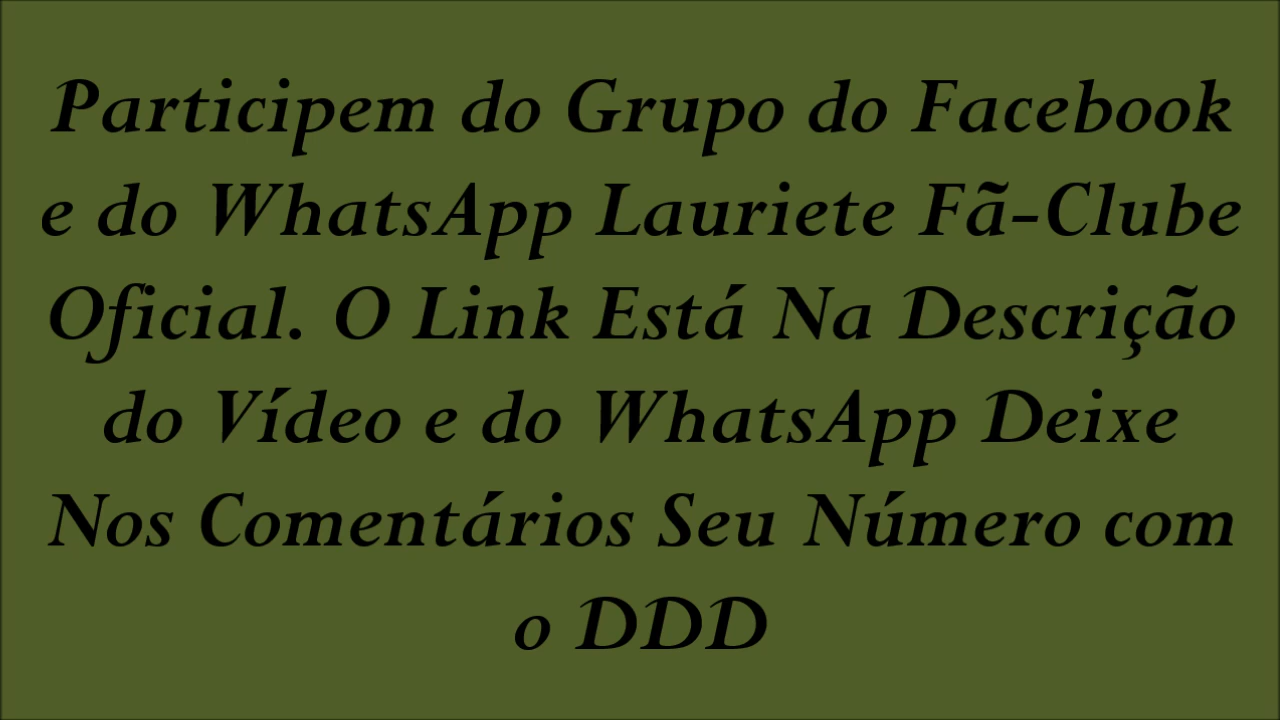 Participem do Grupo do Facebook
e do WhatsApp Lauriete Fã-Clube
Oficial. O Link Está Na Descrição
do Vídeo e do WhatsApp Deixe
Nos Comentários Seu Número com
o DDD